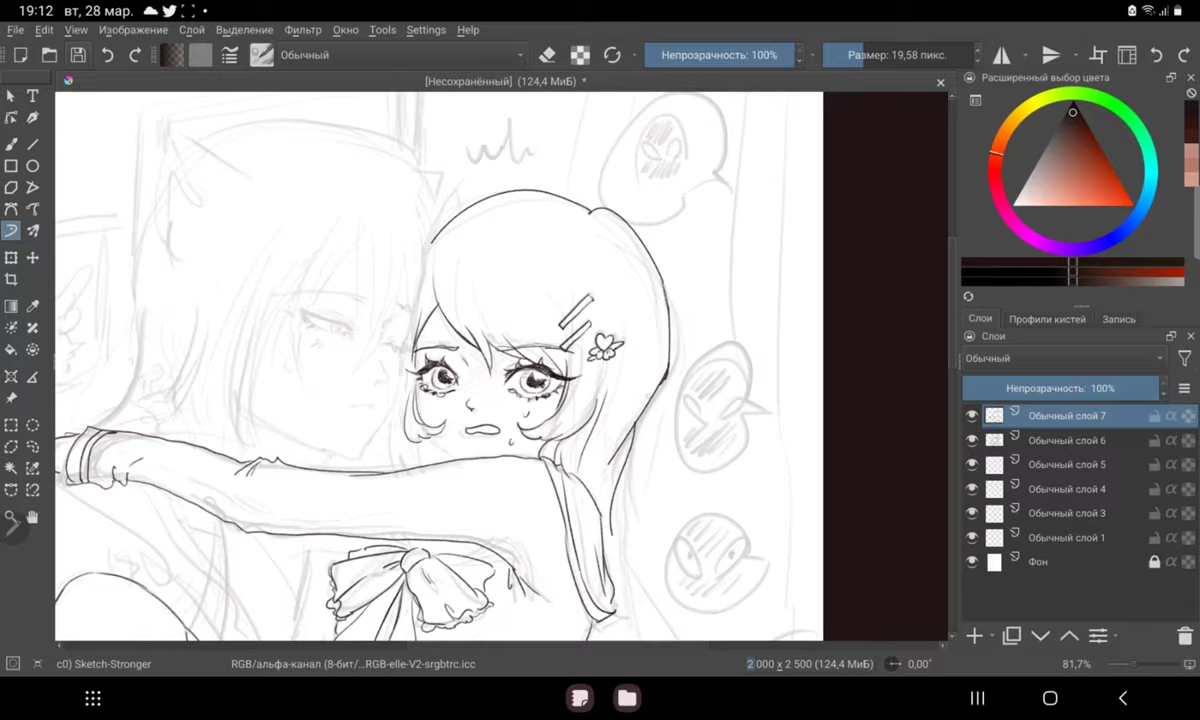 19:12 вт, 28 мар.
File Edit View Изображение Слой Выделение Фильтр Окно Tools Settings Help
Обычный
Непрозрачность: 100%
Размер: 19,58 пикс.
[Несохранённый] (124,4 МиБ) *
Расширенный выбор цвета
Слои Профили кистей Запись
Слои
Обычный
Непрозрачность: 100%
Обычный слой 7
Обычный слой 6
Обычный слой 5
Обычный слой 4
Обычный слой 3
Обычный слой 1
Фон
c0) Sketch-Stronger
RGB/альфа-канал (8-бит/...RGB-elle-V2-srgbtrc.icc
2 000 x 2 500 (124,4 МиБ)
0,00°
81,7%